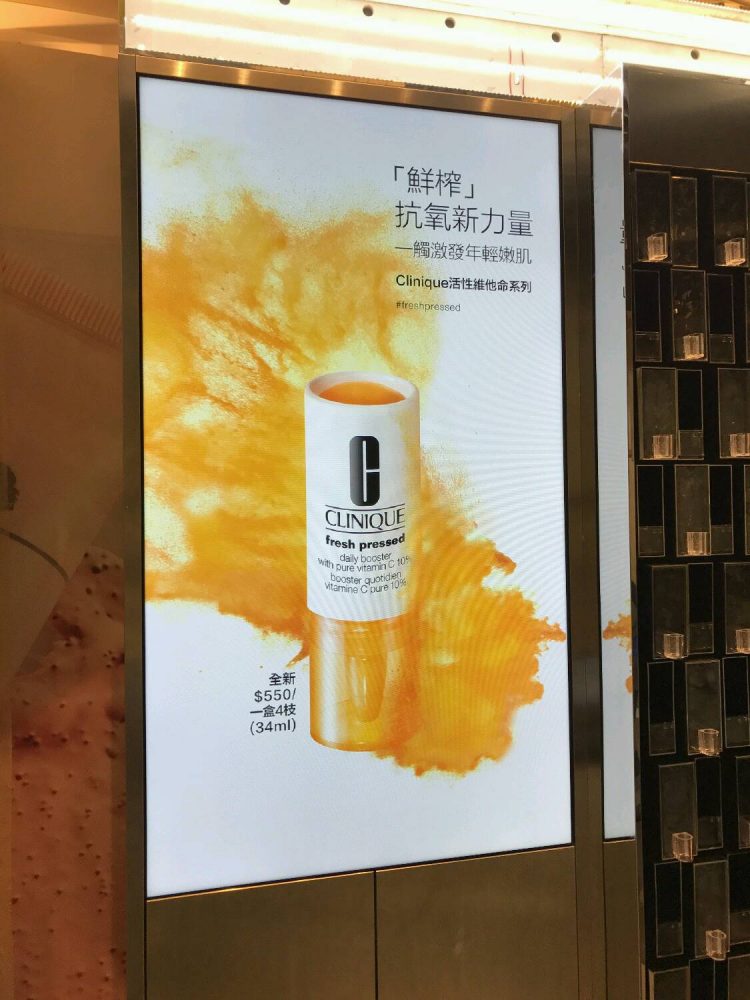 「鮮榨」
抗氧新力量
一觸激發年輕嫩肌
Clinique活性維他命系列
#freshpressed
C
CLINIQUE
fresh pressed
daily booster
with pure vitamin C 10%
booster quotidien
vitamine C pure 10%
全新
$550/
一盒4枝
(34ml)